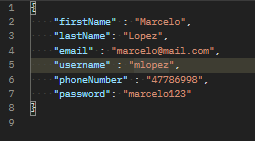 1 {
2 "firstName" : "Marcelo",
3 "lastName": "Lopez",
4 "email" : "marcelo@mail.com",
5 "username" : "mlopez",
6 "phoneNumber" : "47786998",
7 "password": "marcelo123"
8 }
9